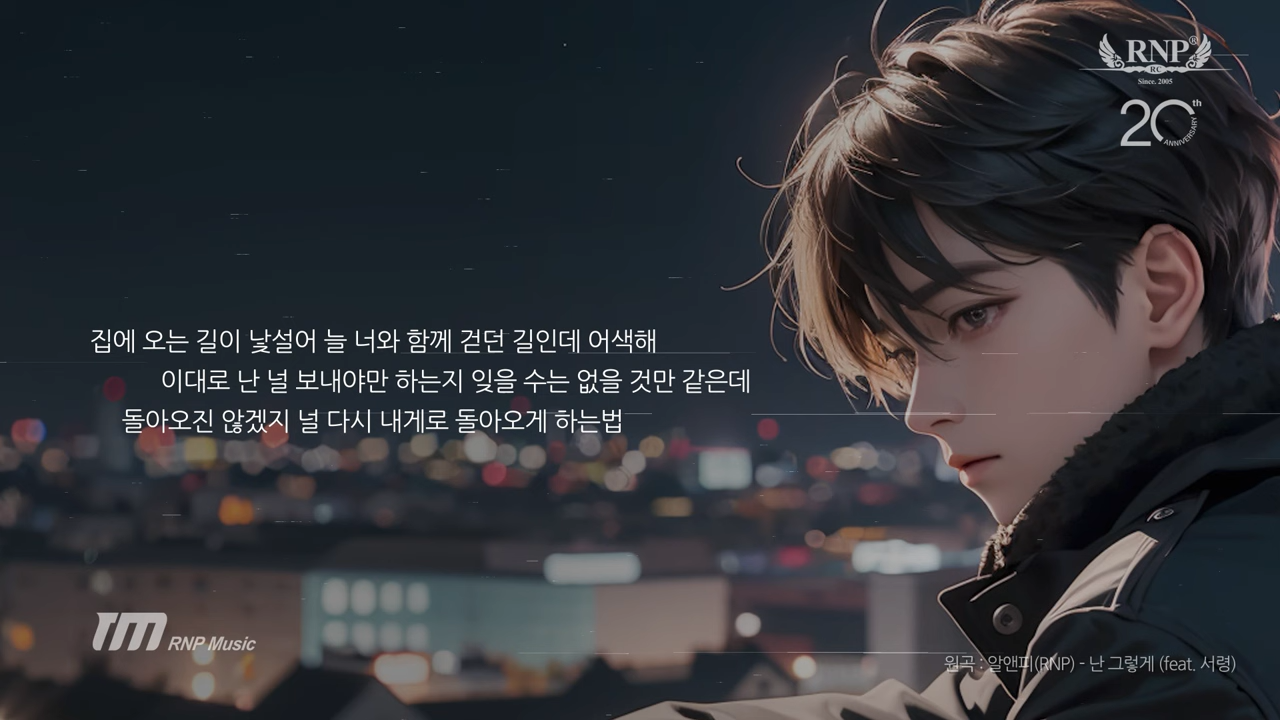 RNP®
RC
Since. 2005
20th
ANNIVERSARY
집에 오는 길이 낯설어 늘 너와 함께 걷던 길인데 어색해
이대로 난 널 보내야만 하는지 잊을 수는 없을 것만 같은데
돌아오진 않겠지 널 다시 내게로 돌아오게 하는법
RNP Music
원곡 : 알앤피(RNP) - 난 그렇게 (feat. 서령)